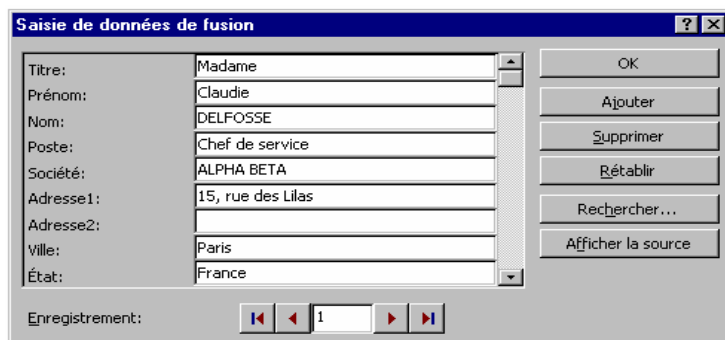 Saisie de données de fusion
Titre: Madame
Prénom: Claudie
Nom: DELFOSSE
Poste: Chef de service
Société: ALPHA BETA
Adresse1: 15, rue des Lilas
Adresse2:
Ville: Paris
État: France
OK
Ajouter
Supprimer
Rétablir
Rechercher...
Afficher la source
Enregistrement: 1